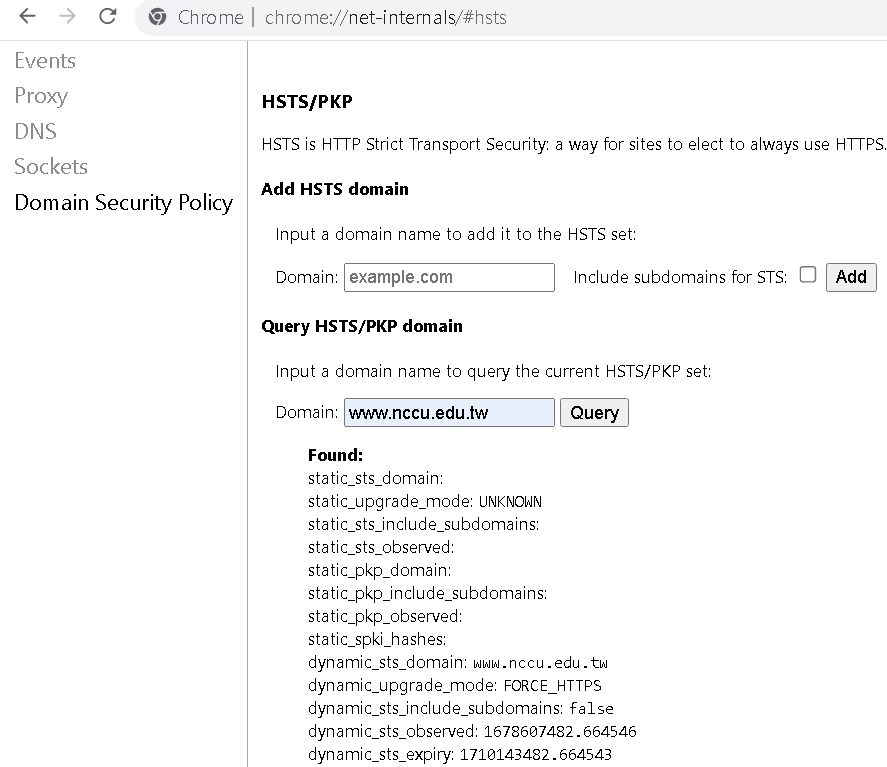 Chrome | chrome://net-internals/#hsts
Events
Proxy
DNS
Sockets
Domain Security Policy
HSTS/PKP
HSTS is HTTP Strict Transport Security: a way for sites to elect to always use HTTPS.
Add HSTS domain
Input a domain name to add it to the HSTS set:
Domain: example.com Include subdomains for STS: Add
Query HSTS/PKP domain
Input a domain name to query the current HSTS/PKP set:
Domain: www.nccu.edu.tw Query
Found:
static_sts_domain:
static_upgrade_mode: UNKNOWN
static_sts_include_subdomains:
static_sts_observed:
static_pkp_domain:
static_pkp_include_subdomains:
static_pkp_observed:
static_spki_hashes:
dynamic_sts_domain: www.nccu.edu.tw
dynamic_upgrade_mode: FORCE_HTTPS
dynamic_sts_include_subdomains: false
dynamic_sts_observed: 1678607482.664546
dynamic_sts_expiry: 1710143482.664543